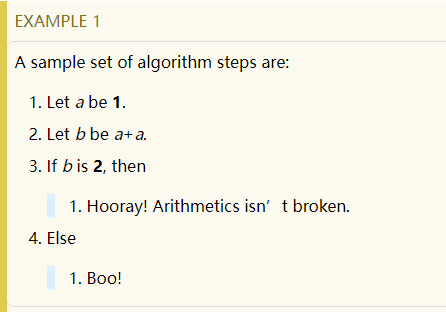 EXAMPLE 1
A sample set of algorithm steps are:
1. Let a be 1.
2. Let b be a+a.
3. If b is 2, then
1. Hooray! Arithmetics isn’t broken.
4. Else
1. Boo!